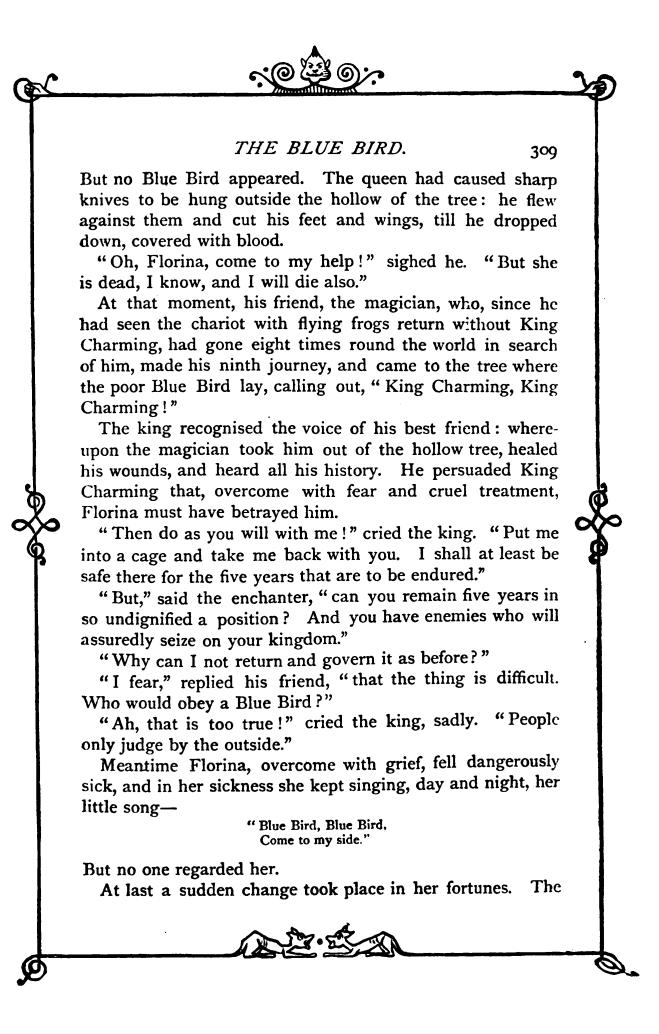 THE BLUE BIRD. 309
But no Blue Bird appeared. The queen had caused sharp
knives to be hung outside the hollow of the tree: he flew
against them and cut his feet and wings, till he dropped
down, covered with blood.
"Oh, Florina, come to my help!" sighed he. "But she
is dead, I know, and I will die also."
At that moment, his friend, the magician, who, since he
had seen the chariot with flying frogs return without King
Charming, had gone eight times round the world in search
of him, made his ninth journey, and came to the tree where
the poor Blue Bird lay, calling out, "King Charming, King
Charming!"
The king recognised the voice of his best friend: where-
upon the magician took him out of the hollow tree, healed
his wounds, and heard all his history. He persuaded King
Charming that, overcome with fear and cruel treatment,
Florina must have betrayed him.
"Then do as you will with me!" cried the king. "Put me
into a cage and take me back with you. I shall at least be
safe there for the five years that are to be endured."
"But," said the enchanter, "can you remain five years in
so undignified a position? And you have enemies who will
assuredly seize on your kingdom."
"Why can I not return and govern it as before?"
"I fear," replied his friend, "that the thing is difficult.
Who would obey a Blue Bird?"
"Ah, that is too true!" cried the king, sadly. "People
only judge by the outside."
Meantime Florina, overcome with grief, fell dangerously
sick, and in her sickness she kept singing, day and night, her
little song—
"Blue Bird, Blue Bird,
Come to my side."
But no one regarded her.
At last a sudden change took place in her fortunes. The